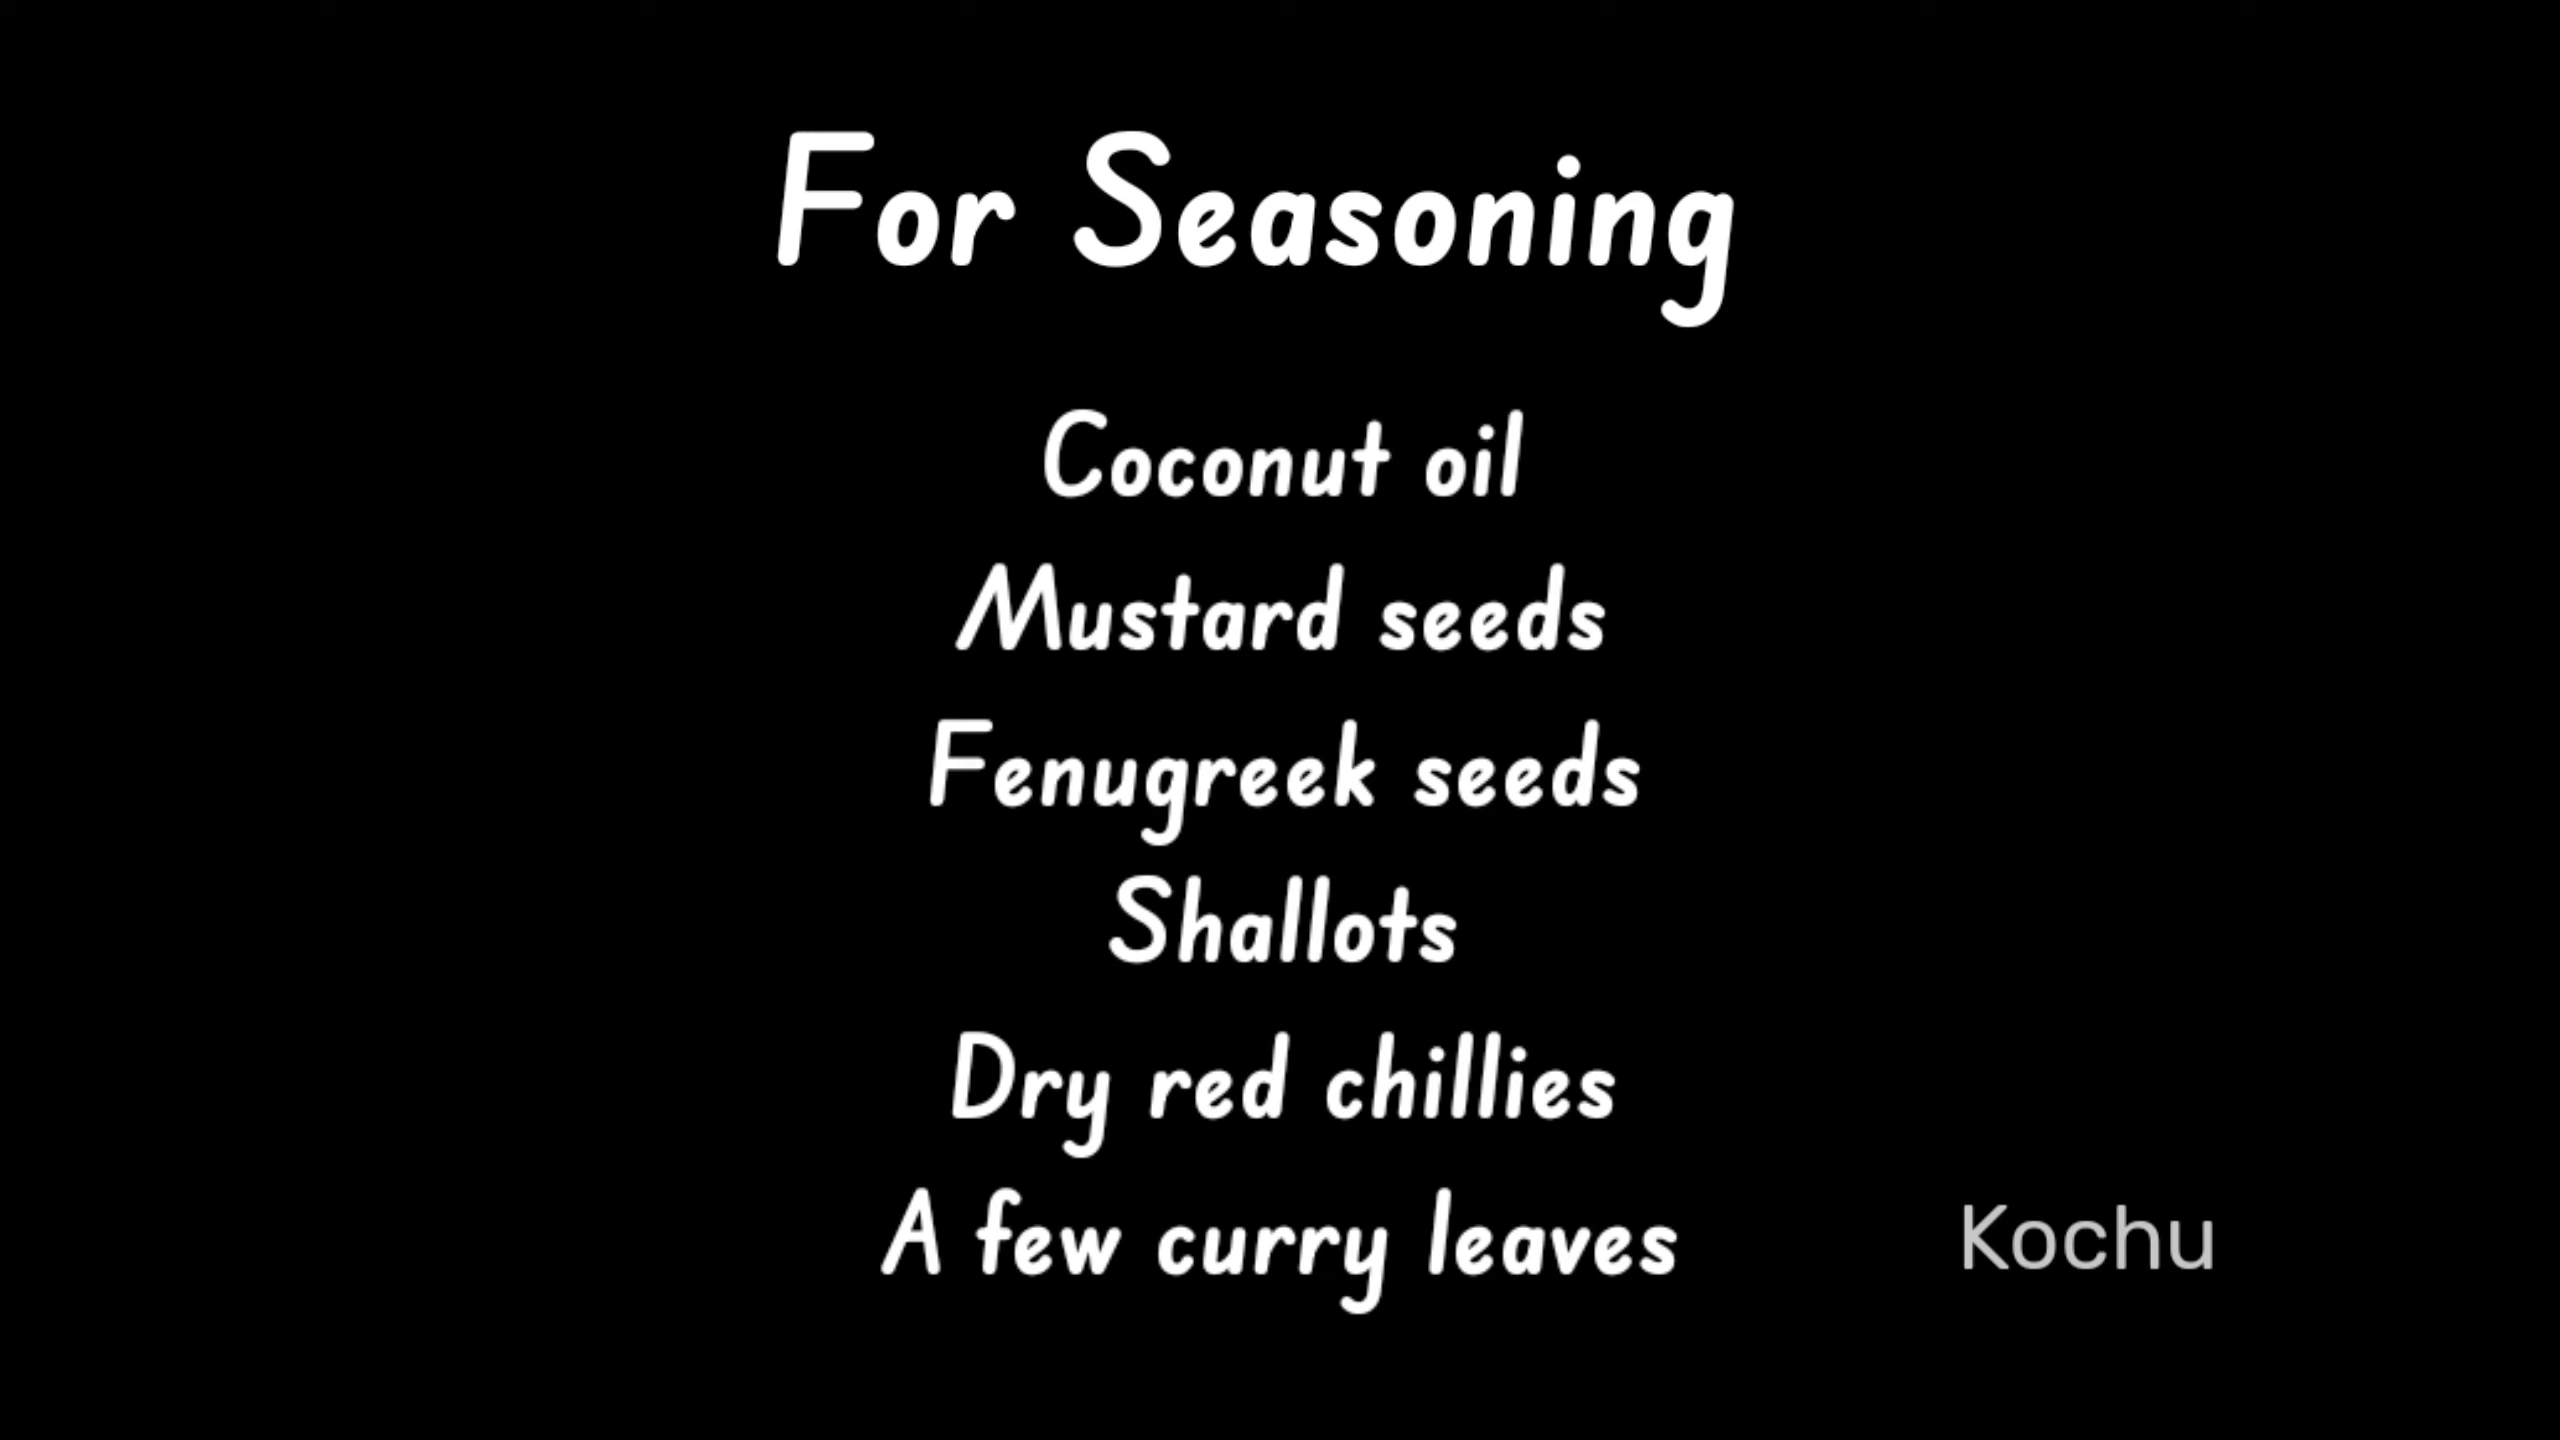 For Seasoning
Coconut oil
Mustard seeds
Fenugreek seeds
Shallots
Dry red chillies
A few curry leaves
Kochu